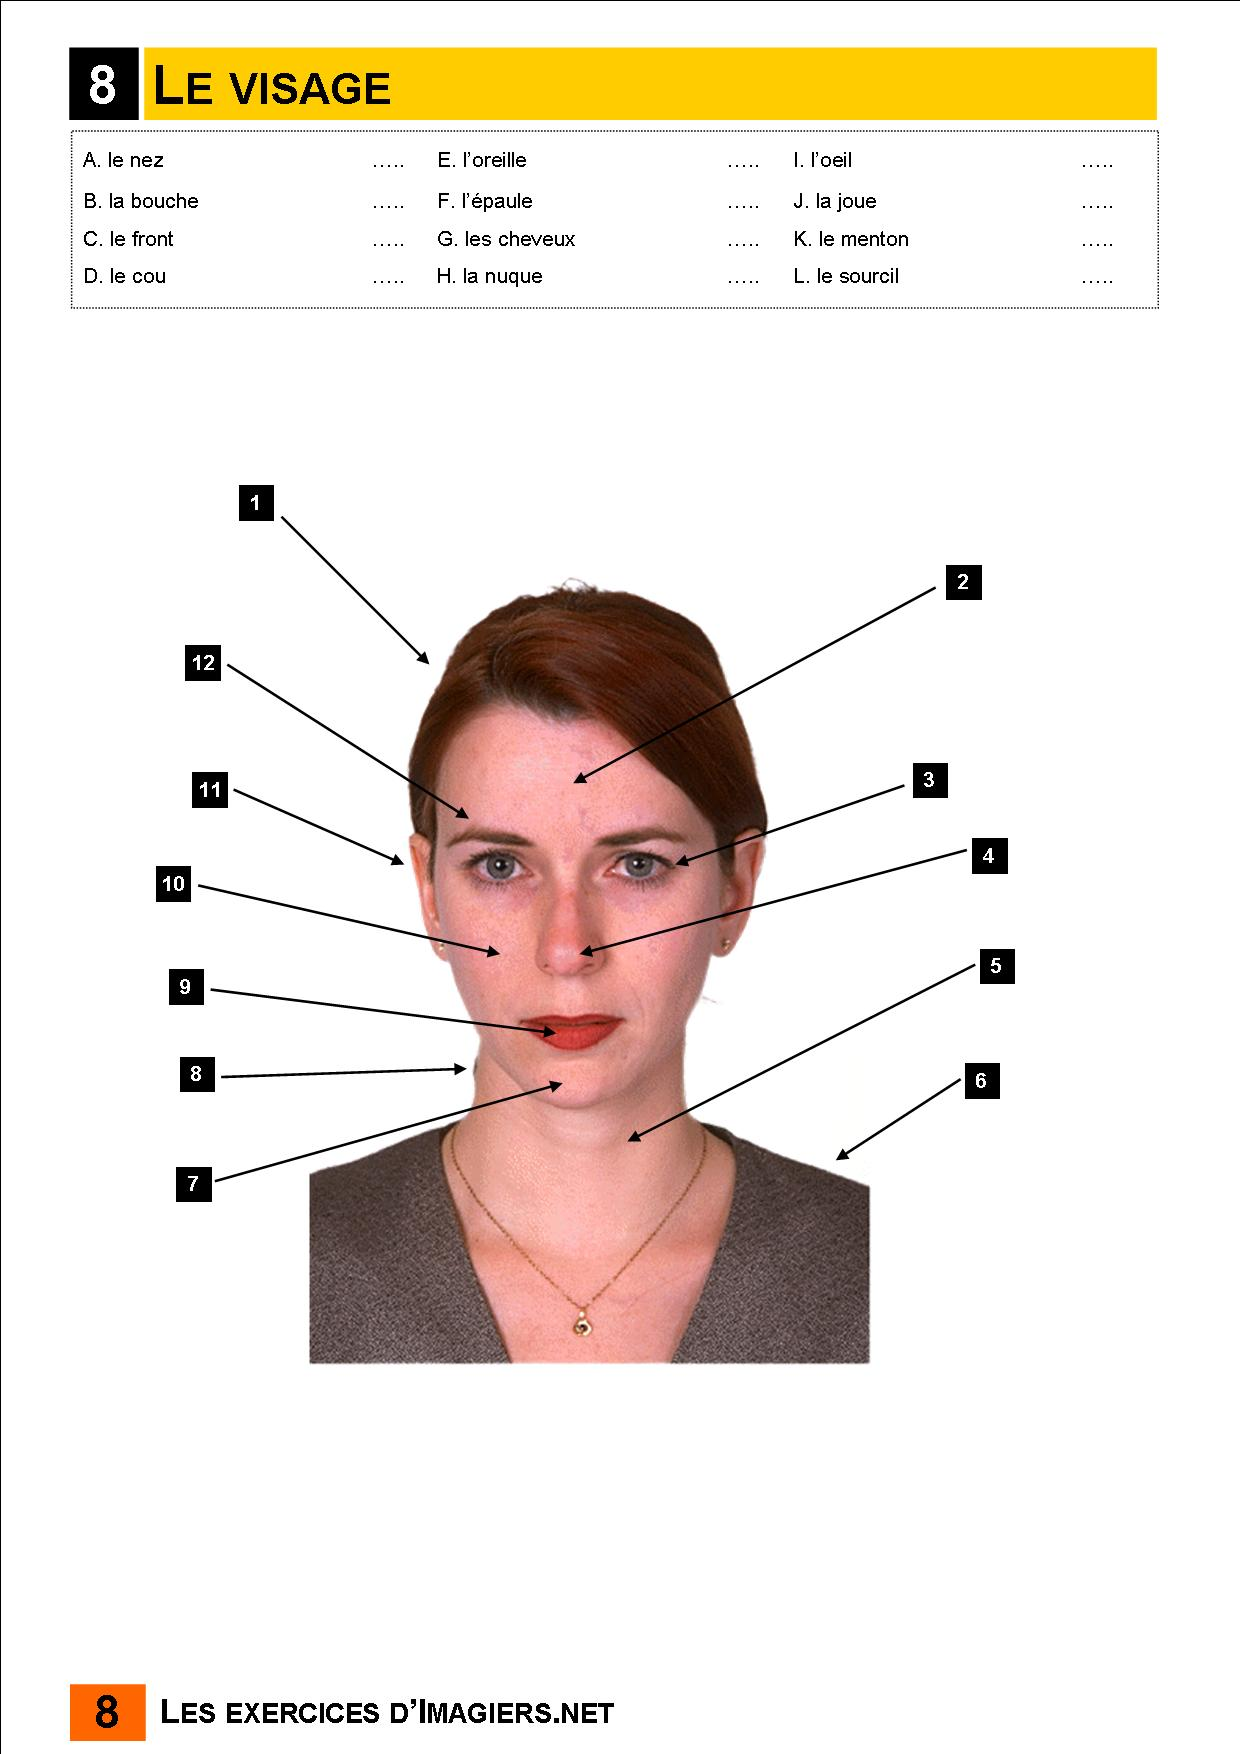 8 LE VISAGE
A. le nez ..... E. l'oreille ..... I. l'oeil .....
B. la bouche ..... F. l'épaule ..... J. la joue .....
C. le front ..... G. les cheveux ..... K. le menton .....
D. le cou ..... H. la nuque ..... L. le sourcil .....
1
2
12
3
11
4
10
5
9
8
6
7
8 LES EXERCICES D'IMAGIERS.NET